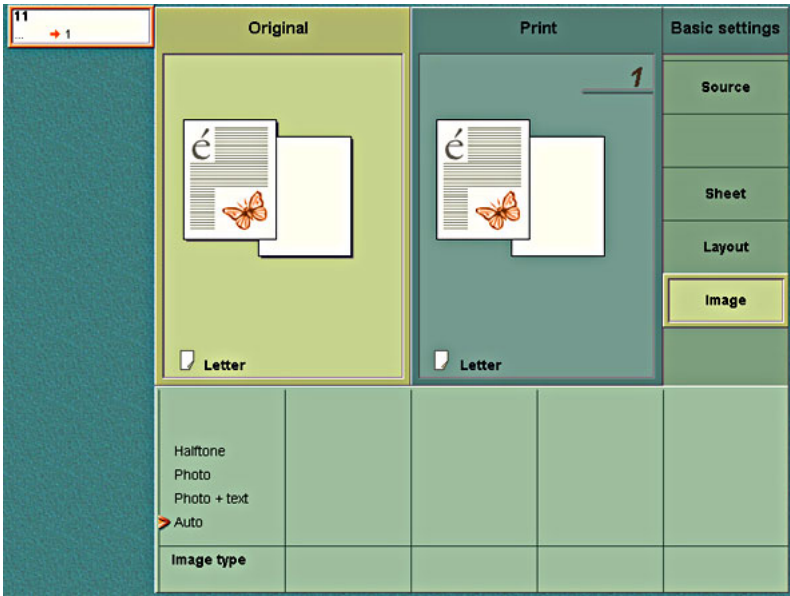 11
... 1
Original
Print
Basic settings
1
é
é
Source
Sheet
Layout
Image
Letter
Letter
Halftone
Photo
Photo + text
Auto
Image type